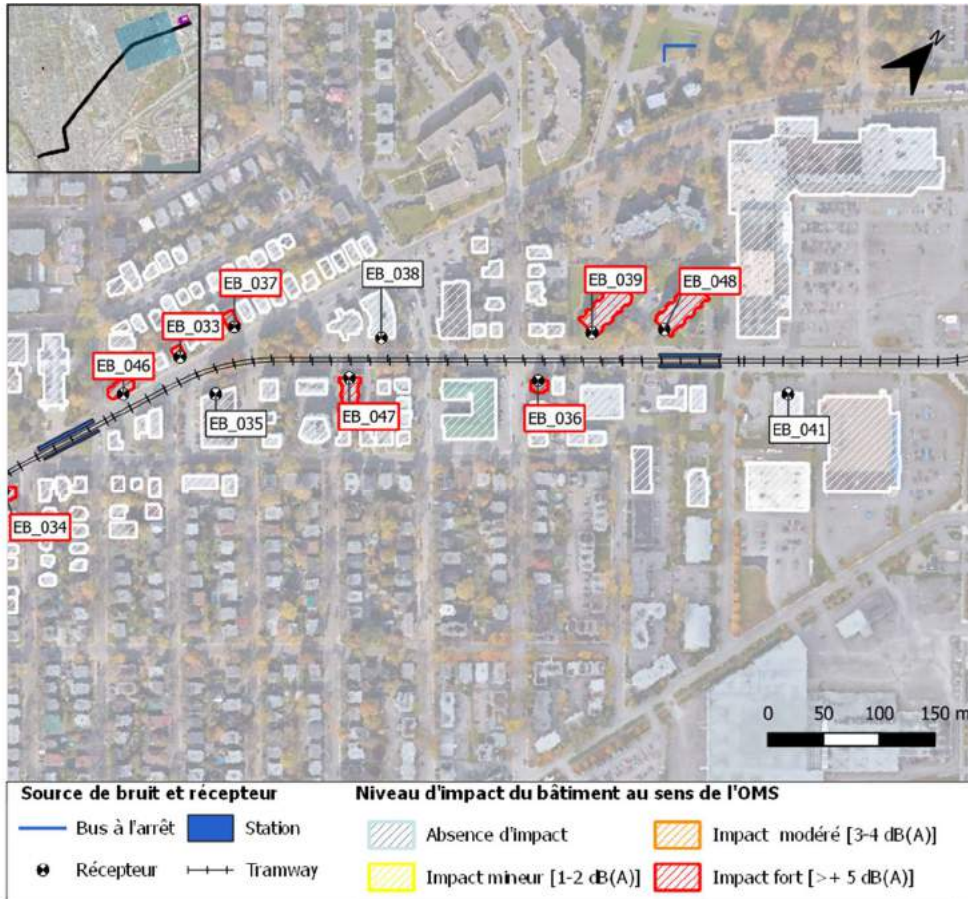 N
EB_038
EB_037
EB_039
EB_048
EB_033
EB_046
EB_035
EB_047
EB_036
EB_041
EB_034
0 50 100 150 m
Source de bruit et récepteur
Niveau d'impact du bâtiment au sens de l'OMS
Bus à l'arrêt
Station
Absence d'impact
Impact modéré [3-4 dB(A)]
Récepteur
Tramway
Impact mineur [1-2 dB(A)]
Impact fort [>+ 5 dB(A)]